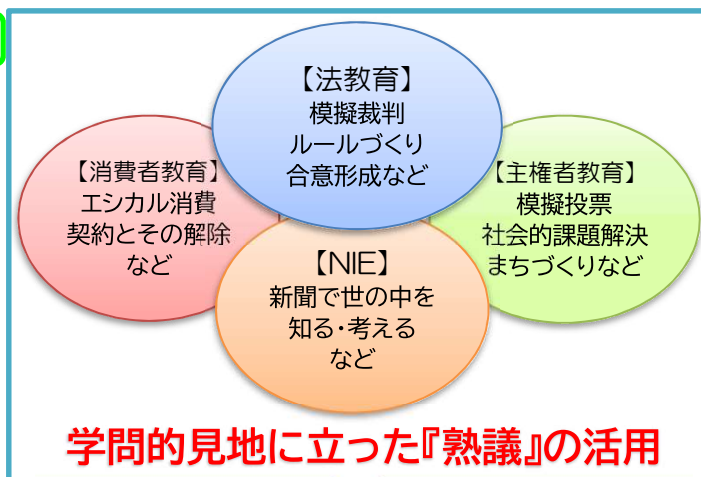 【法教育】
模擬裁判
ルールづくり
合意形成など
【消費者教育】
エシカル消費
契約とその解除
など
【主権者教育】
模擬投票
社会的課題解決
まちづくりなど
【NIE】
新聞で世の中を
知る・考える
など
学問的見地に立った『熟議』の活用